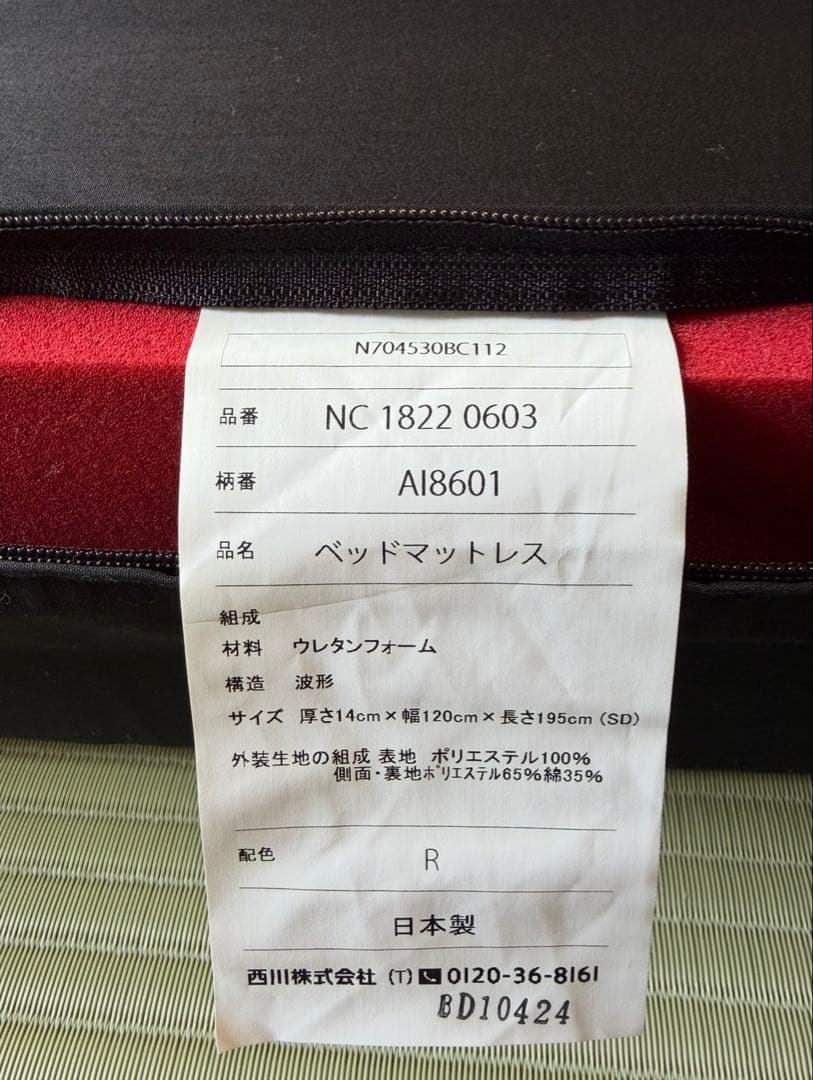 N704530BC112
品番 NC 1822 0603
柄番 AI8601
品名 ベッドマットレス
組成
材料 ウレタンフォーム
構造 波形
サイズ 厚さ14cm×幅120cm×長さ195cm (SD)
外装生地の組成 表地 ポリエステル100%
側面・裏地ポリエステル65%綿35%
配色 R
日本製
西川株式会社 (T) 0120-36-8161
BD10424